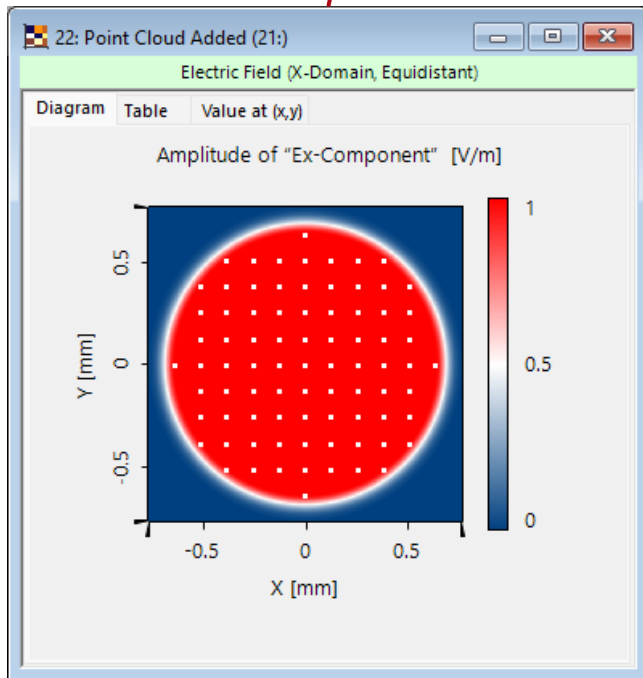 22: Point Cloud Added (21:)
Electric Field (X-Domain, Equidistant)
Diagram Table Value at (x,y)
Amplitude of "Ex-Component" [V/m]
1
0.5
0
0.5
0
-0.5
Y [mm]
-0.5 0 0.5
X [mm]